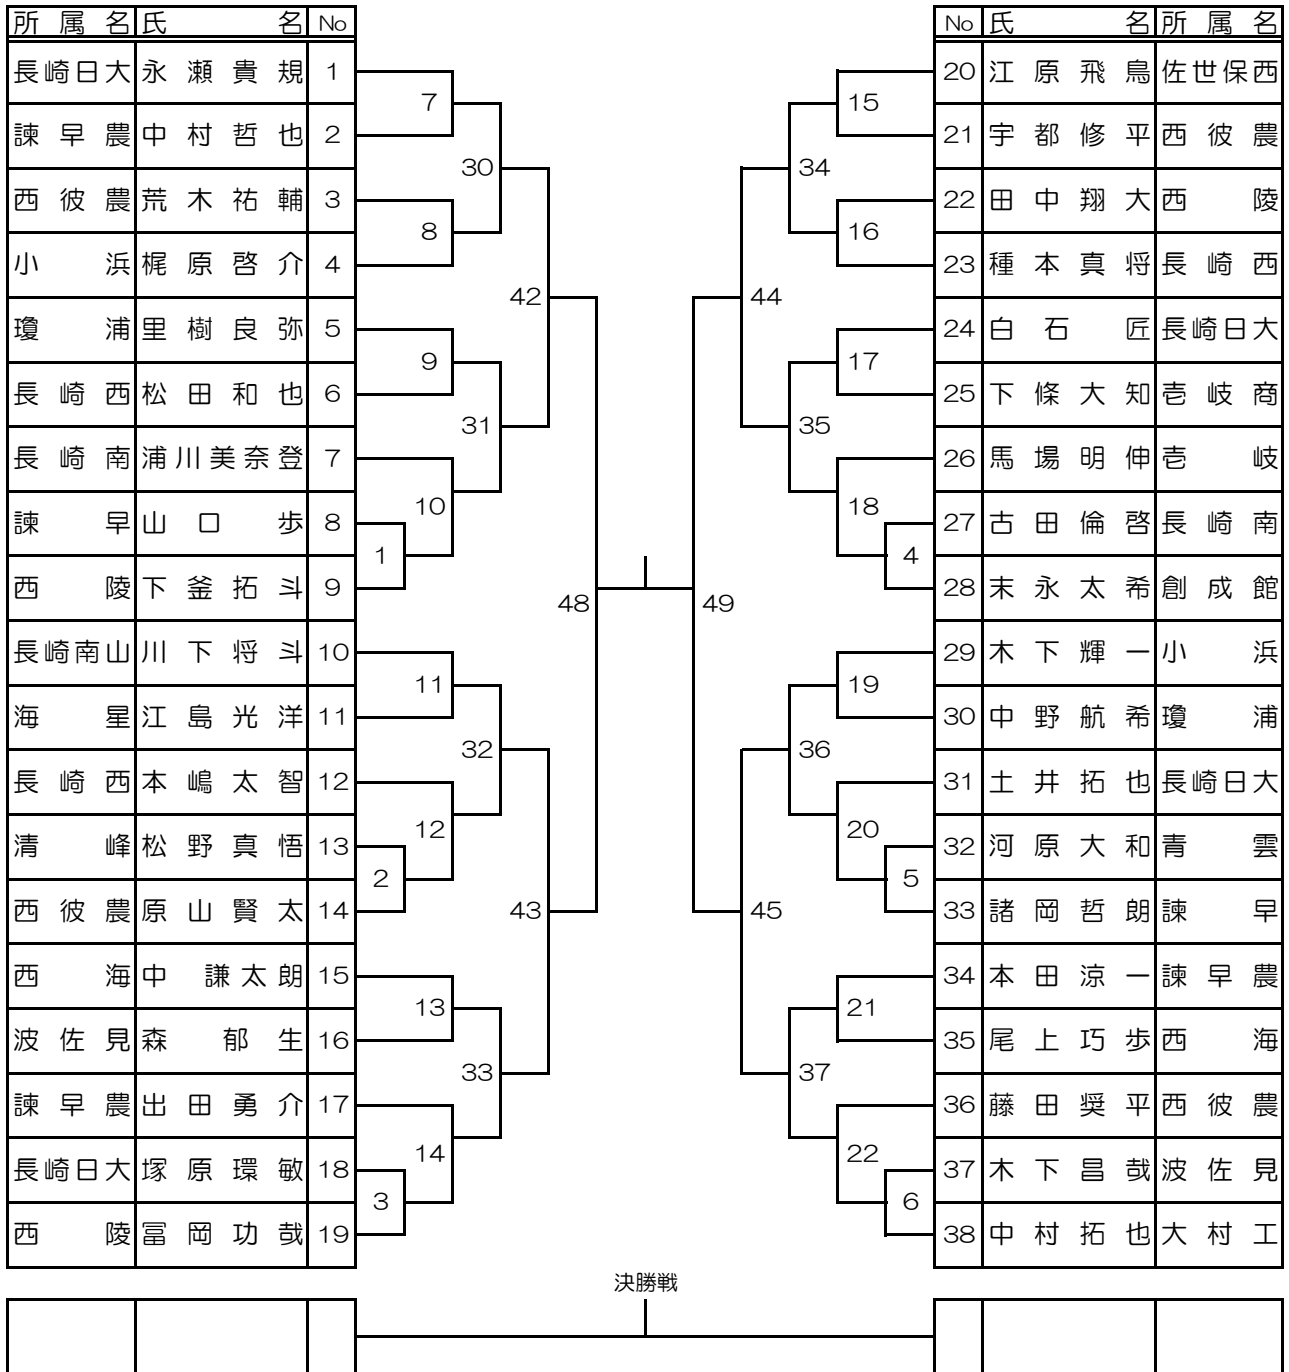 所属名 氏名 No No 氏名 所属名
長崎日大 永瀬貴規 1 20 江原飛鳥 佐世保西
7 15
諫早農 中村哲也 2 21 宇都修平 西彼農
30 34
西彼農 荒木祐輔 3 22 田中翔大 西陵
8 16
小浜 梶原啓介 4 23 種本真将 長崎西
42 44
瓊浦 里樹良弥 5 24 白石匠 長崎日大
9 17
長崎西 松田和也 6 25 下條大知 壱岐商
31 35
長崎南 浦川美奈登 7 26 馬場明伸 壱岐
10 18
諫早 山口歩 8 27 古田倫啓 長崎南
1 4
西陵 下釜拓斗 9 28 末永太希 創成館
48 49
長崎南山 川下将斗 10 29 木下輝一 小浜
11 19
海星 江島光洋 11 30 中野航希 瓊浦
32 36
長崎西 本嶋太智 12 31 土井拓也 長崎日大
12 20
清峰 松野真悟 13 32 河原大和 青雲
2 5
西彼農 原山賢太 14 43 45 33 諸岡哲朗 諫早
西海 中謙太朗 15 34 本田涼一 諫早農
13 21
波佐見 森郁生 16 35 尾上巧歩 西海
33 37
諫早農 出田勇介 17 36 藤田奨平 西彼農
14 22
長崎日大 塚原環敏 18 37 木下昌哉 波佐見
3 6
西陵 冨岡功哉 19 38 中村拓也 大村工
決勝戦